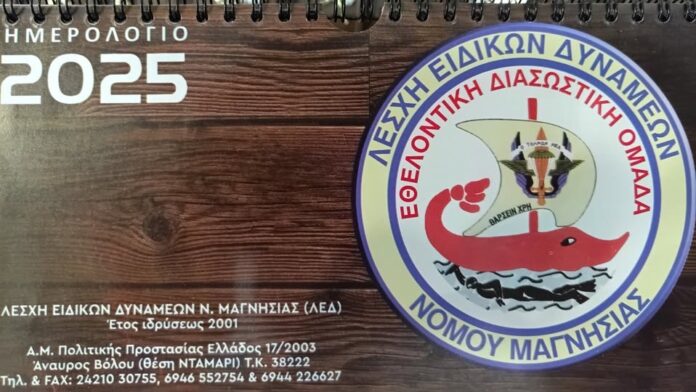 ΗΜΕΡΟΛΟΓΙΟ
2025
ΛΕΣΧΗ ΕΙΔΙΚΩΝ ΔΥΝΑΜΕΩΝ
ΕΘΕΛΟΝΤΙΚΗ ΔΙΑΣΩΣΤΙΚΗ ΟΜΑΔΑ
ΘΑΡΣΕΙΝ ΧΡΗ
ΝΟΜΟΥ ΜΑΓΝΗΣΙΑΣ
ΛΕΣΧΗ ΕΙΔΙΚΩΝ ΔΥΝΑΜΕΩΝ Ν. ΜΑΓΝΗΣΙΑΣ (ΛΕΔ)
Έτος ιδρύσεως 2001
Α.Μ. Πολιτικής Προστασίας Ελλάδος 17/2003
Άναυρος Βόλου (θέση ΝΤΑΜΑΡΙ) Τ.Κ. 38222
Τηλ. & FAX: 24210 30755, 6946 552754 & 6944 226627